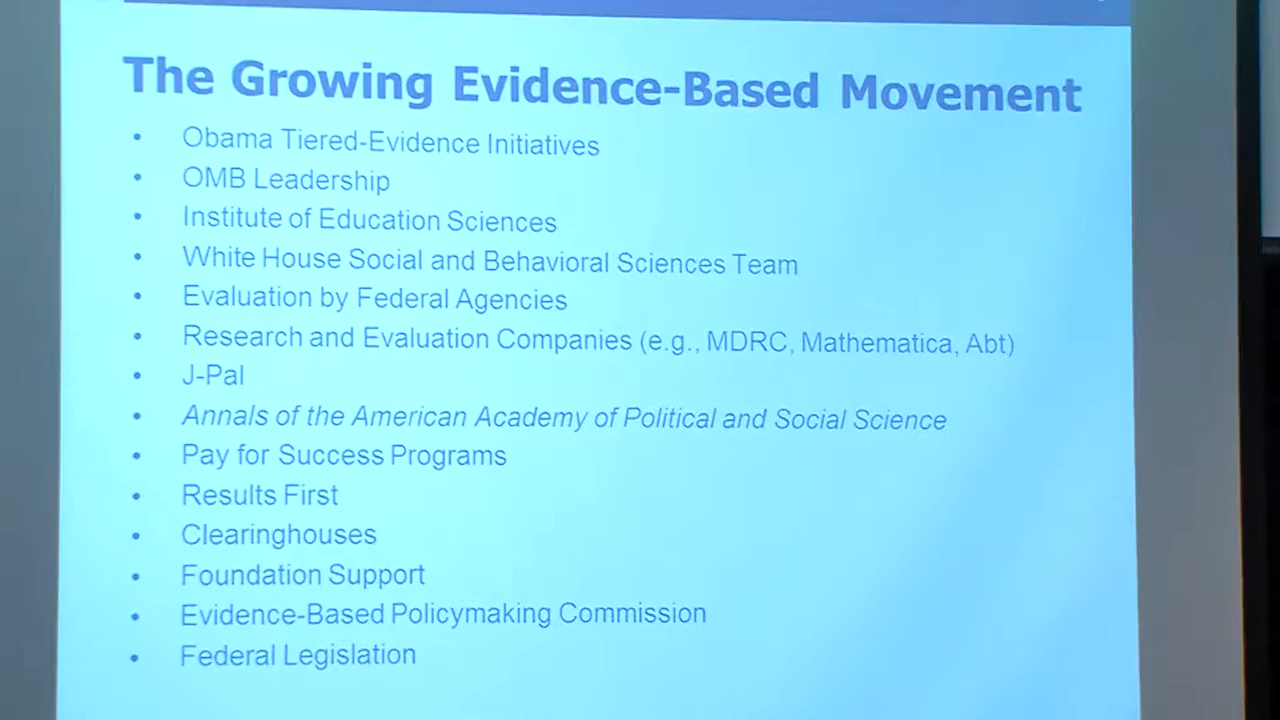 The Growing Evidence-Based Movement
• Obama Tiered-Evidence Initiatives
• OMB Leadership
• Institute of Education Sciences
• White House Social and Behavioral Sciences Team
• Evaluation by Federal Agencies
• Research and Evaluation Companies (e.g., MDRC, Mathematica, Abt)
• J-Pal
• Annals of the American Academy of Political and Social Science
• Pay for Success Programs
• Results First
• Clearinghouses
• Foundation Support
• Evidence-Based Policymaking Commission
• Federal Legislation